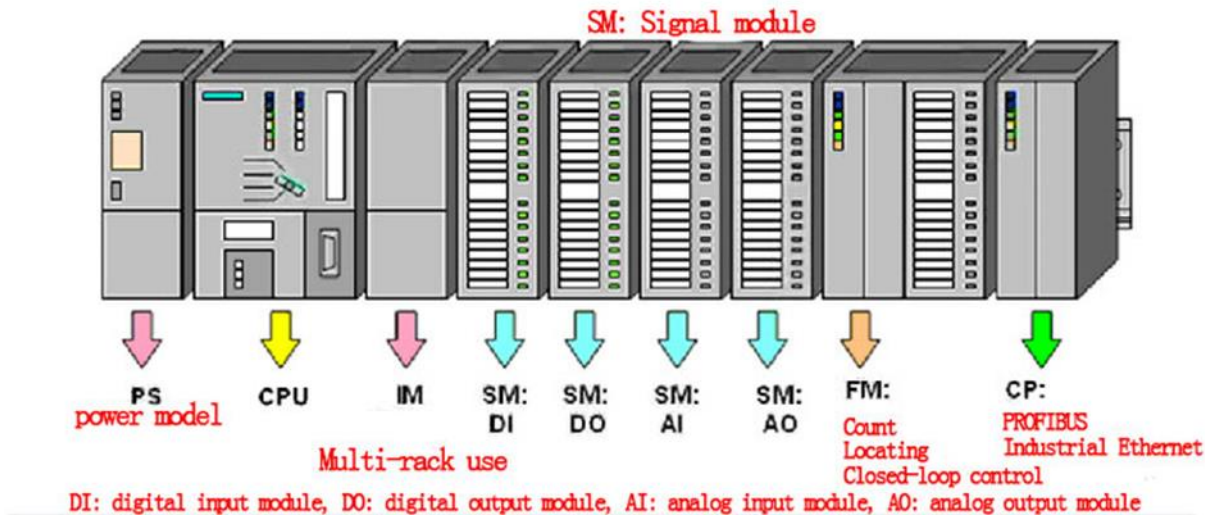 SM: Signal module
PS CPU IM SM: SM: SM: SM: FM: CP:
DI DO AI AO
power model
Count PROFIBUS
Locating Industrial Ethernet
Closed-loop control
Multi-rack use
DI: digital input module, DO: digital output module, AI: analog input module, AO: analog output module